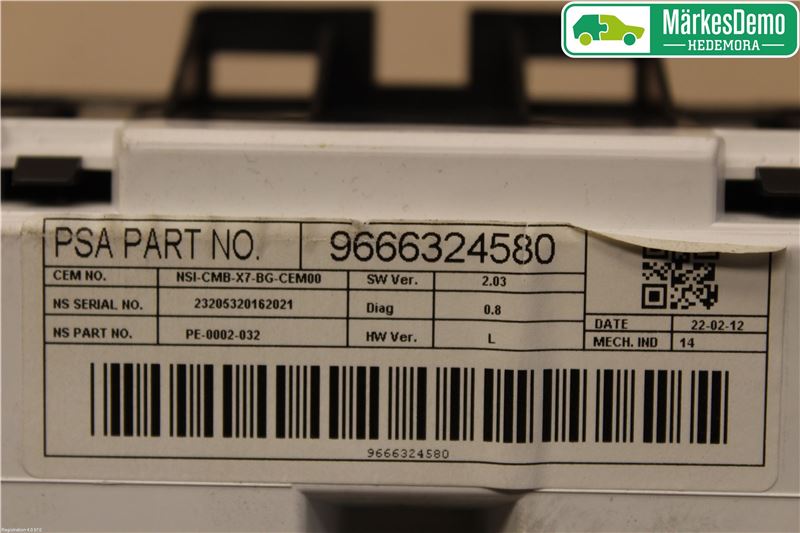 MärkesDemo
HEDEMORA
PSA PART NO. 9666324580
CEM NO. NSI-CMB-X7-BG-CEM00 SW Ver. 2.03
NS SERIAL NO. 23205320162021 Diag 0.8
NS PART NO. PE-0002-032 HW Ver. L
DATE 22-02-12
MECH. IND 14
9666324580